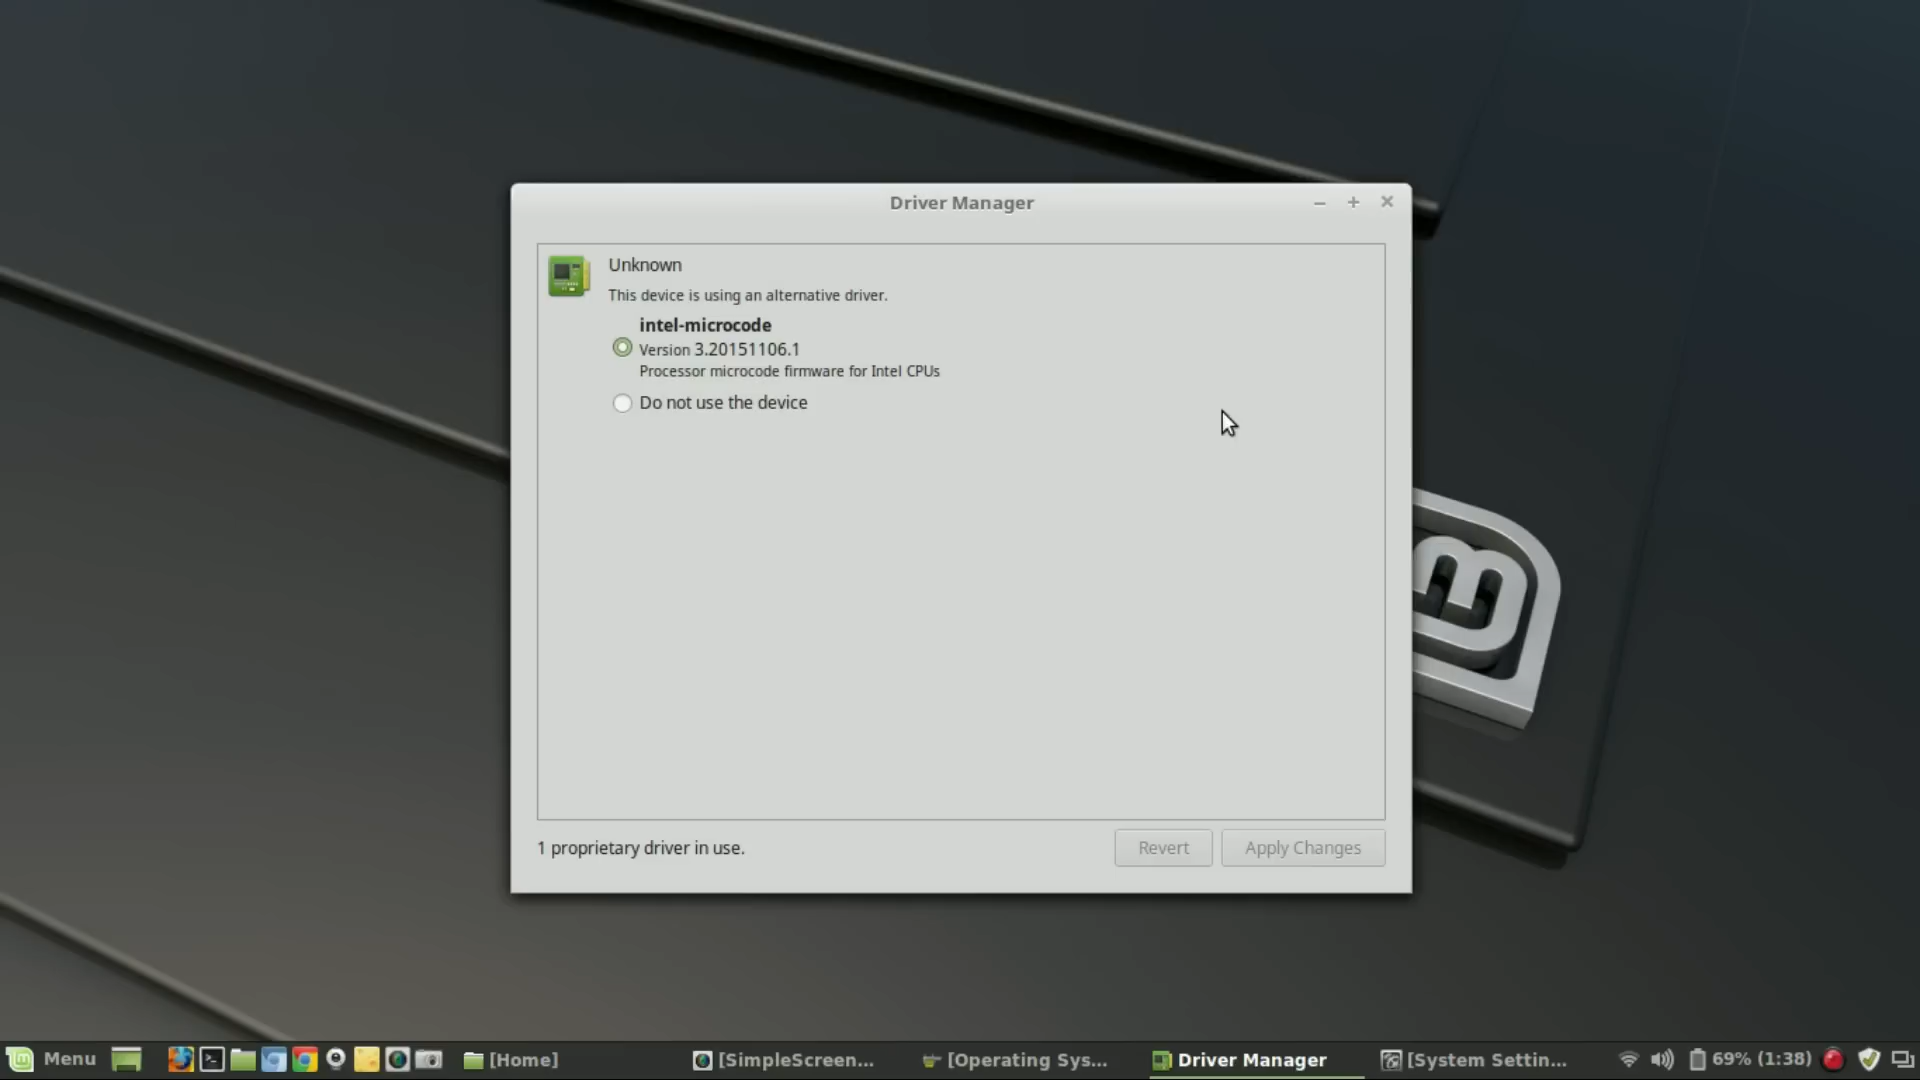 Driver Manager
Unknown
This device is using an alternative driver.
intel-microcode
Version 3.20151106.1
Processor microcode firmware for Intel CPUs
Do not use the device
1 proprietary driver in use.
Revert
Apply Changes
Menu
[Home]
[SimpleScreen...
[Operating Sys...
Driver Manager
[System Settin...
69% (1:38)